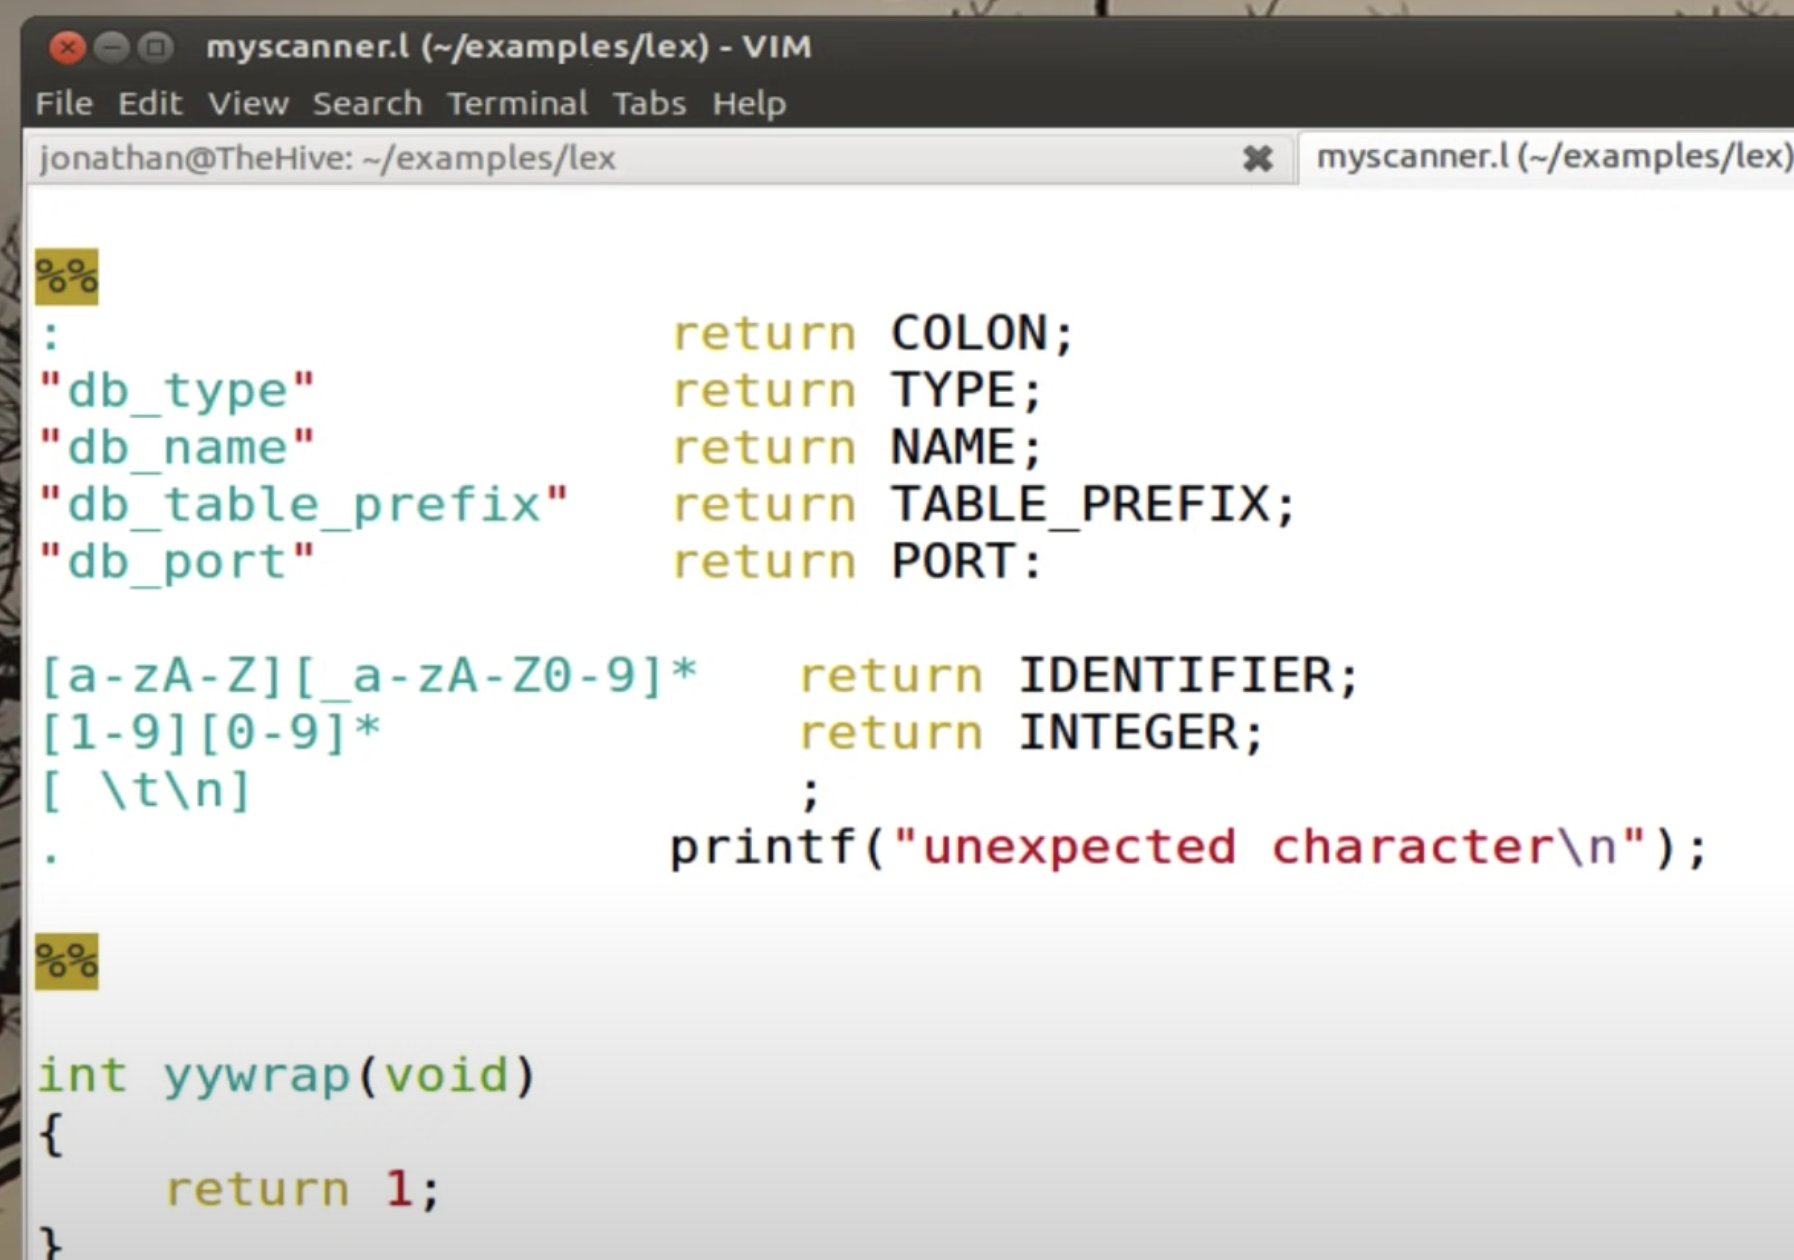 myscanner.l (~/examples/lex) - VIM
File Edit View Search Terminal Tabs Help
jonathan@TheHive: ~/examples/lex
myscanner.l (~/examples/lex)
%%
: return COLON;
"db_type" return TYPE;
"db_name" return NAME;
"db_table_prefix" return TABLE_PREFIX;
"db_port" return PORT:
[a-zA-Z][_a-zA-Z0-9]* return IDENTIFIER;
[1-9][0-9]* return INTEGER;
[ \t\n] ;
. printf("unexpected character\n");
%%
int yywrap(void)
{
return 1;
}